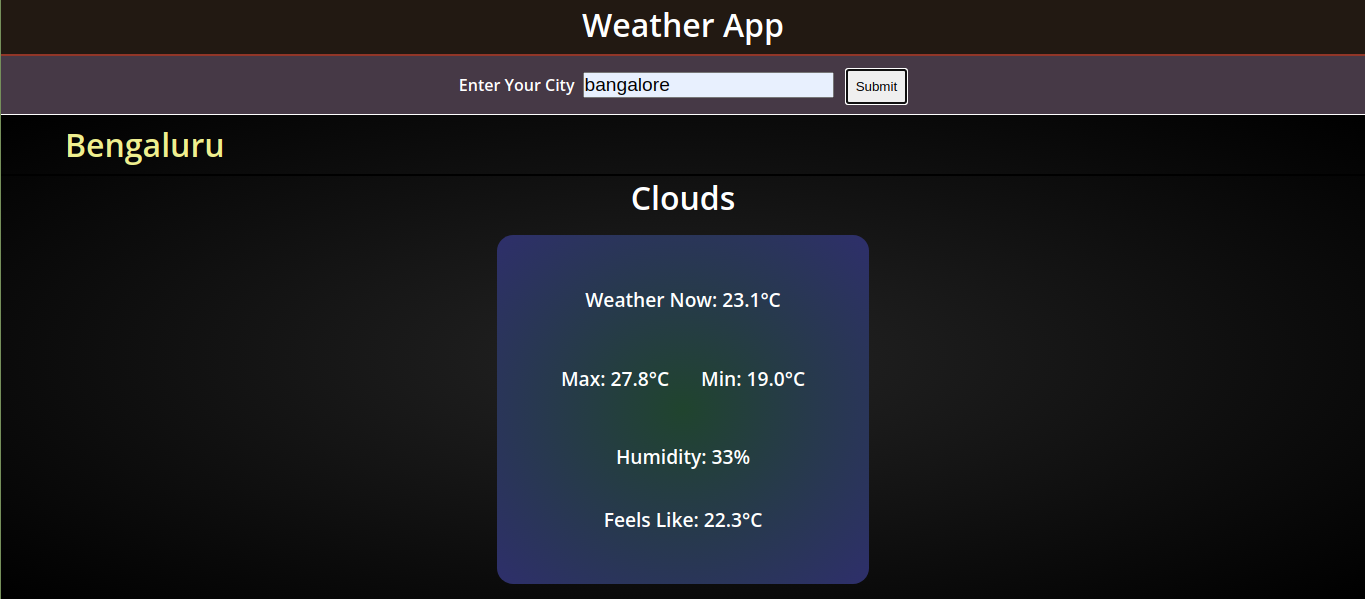 Weather App
Enter Your City bangalore Submit
Bengaluru
Clouds
Weather Now: 23.1°C
Max: 27.8°C Min: 19.0°C
Humidity: 33%
Feels Like: 22.3°C